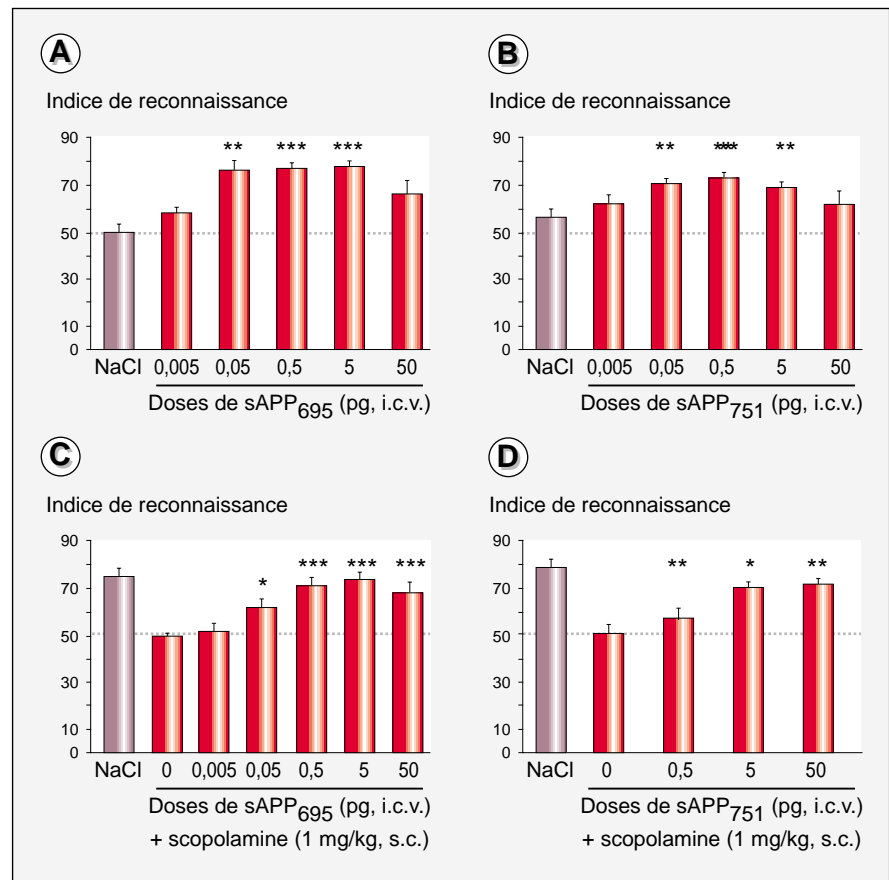 A
Indice de reconnaissance
90
70
50
30
10
0
** *** ***
NaCl 0,005 0,05 0,5 5 50
Doses de sAPP695 (pg, i.c.v.)
B
Indice de reconnaissance
90
70
50
30
10
0
** *** **
NaCl 0,005 0,05 0,5 5 50
Doses de sAPP751 (pg, i.c.v.)
C
Indice de reconnaissance
90
70
50
30
10
0
* *** *** ***
NaCl 0 0,005 0,05 0,5 5 50
Doses de sAPP695 (pg, i.c.v.)
+ scopolamine (1 mg/kg, s.c.)
D
Indice de reconnaissance
90
70
50
30
10
0
** * **
NaCl 0 0,5 5 50
Doses de sAPP751 (pg, i.c.v.)
+ scopolamine (1 mg/kg, s.c.)